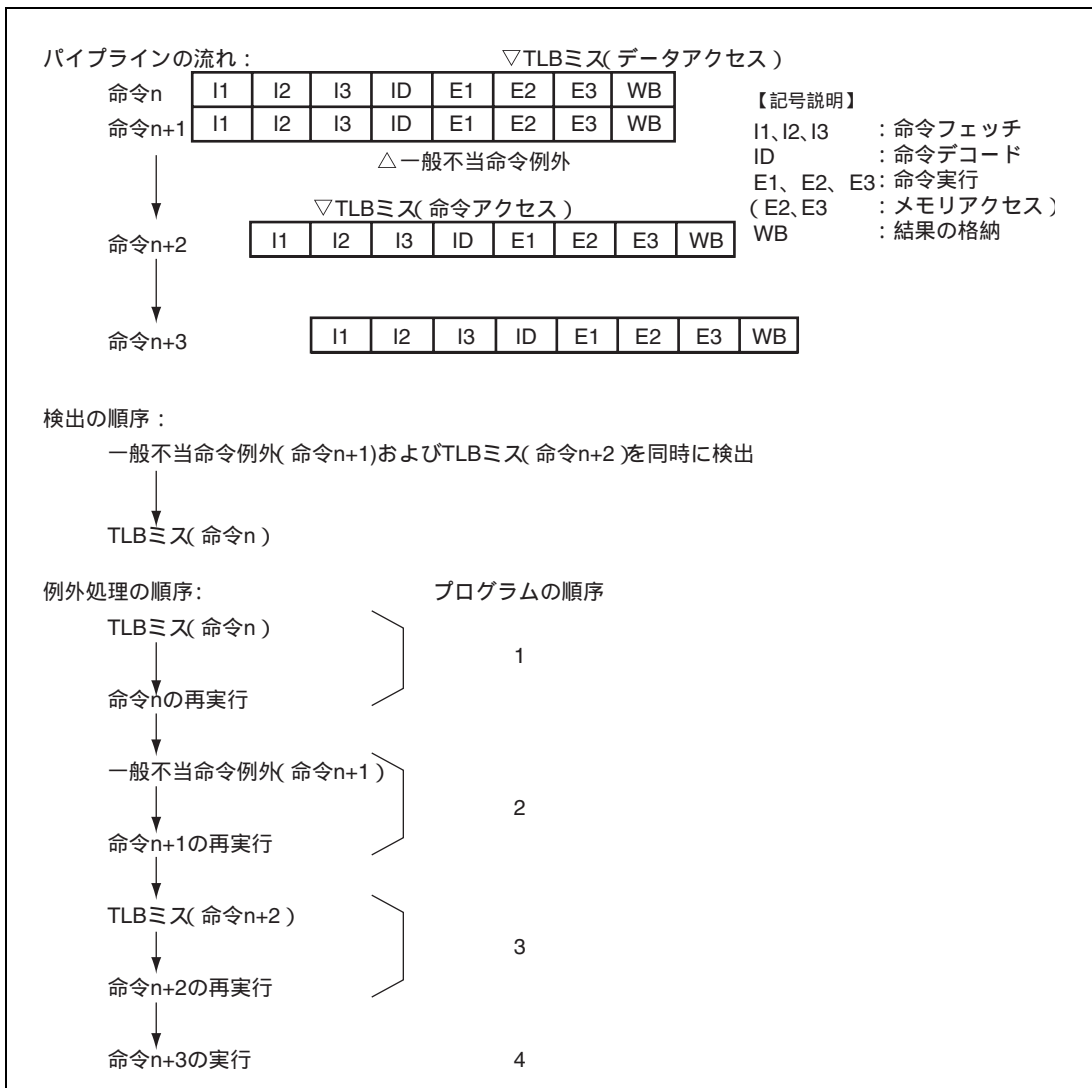 パイプラインの流れ：
▽TLBミス(データアクセス)
命令n I1 I2 I3 ID E1 E2 E3 WB
命令n+1 I1 I2 I3 ID E1 E2 E3 WB
△一般不当命令例外
▽TLBミス(命令アクセス)
命令n+2 I1 I2 I3 ID E1 E2 E3 WB
命令n+3 I1 I2 I3 ID E1 E2 E3 WB
【記号説明】
I1、I2、I3 ：命令フェッチ
ID ：命令デコード
E1、E2、E3：命令実行
(E2、E3 ：メモリアクセス)
WB ：結果の格納
検出の順序：
一般不当命令例外(命令n+1)およびTLBミス(命令n+2)を同時に検出
TLBミス(命令n)
例外処理の順序： プログラムの順序
TLBミス(命令n)
1
命令nの再実行
一般不当命令例外(命令n+1)
2
命令n+1の再実行
TLBミス(命令n+2)
3
命令n+2の再実行
命令n+3の実行 4